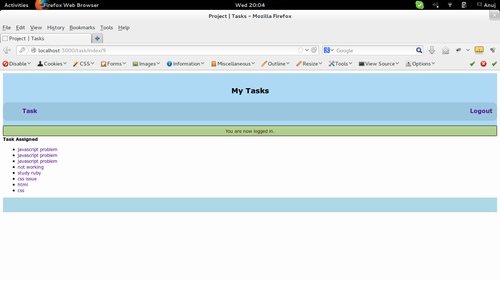 Activities Firefox Web Browser Wed 20:04 Anuj
Project | Tasks - Mozilla Firefox
File Edit View History Bookmarks Tools Help
Project | Tasks
localhost:3000/task/index/9 Google
Disable Cookies CSS Forms Images Information Miscellaneous Outline Resize Tools View Source Options
My Tasks
Task Logout
You are now logged in.
Task Assigned
javascript problem
javascript problem
javascript problem
not working
study ruby
css issue
html
css